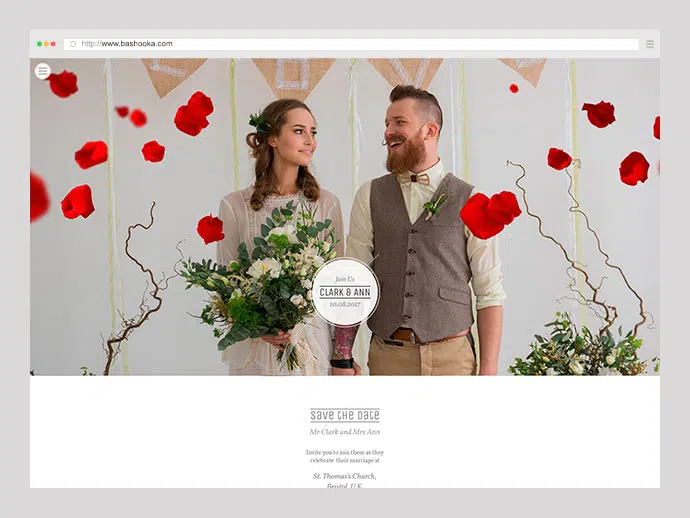 http://www.bashooka.com
LOVE
Join Us
CLARK & ANN
10.08.2017
Save the Date
Mr Clark and Mrs Ann
Invite you to join them as they
celebrate their marriage at
St. Thomas's Church,
Bristol, U.K.